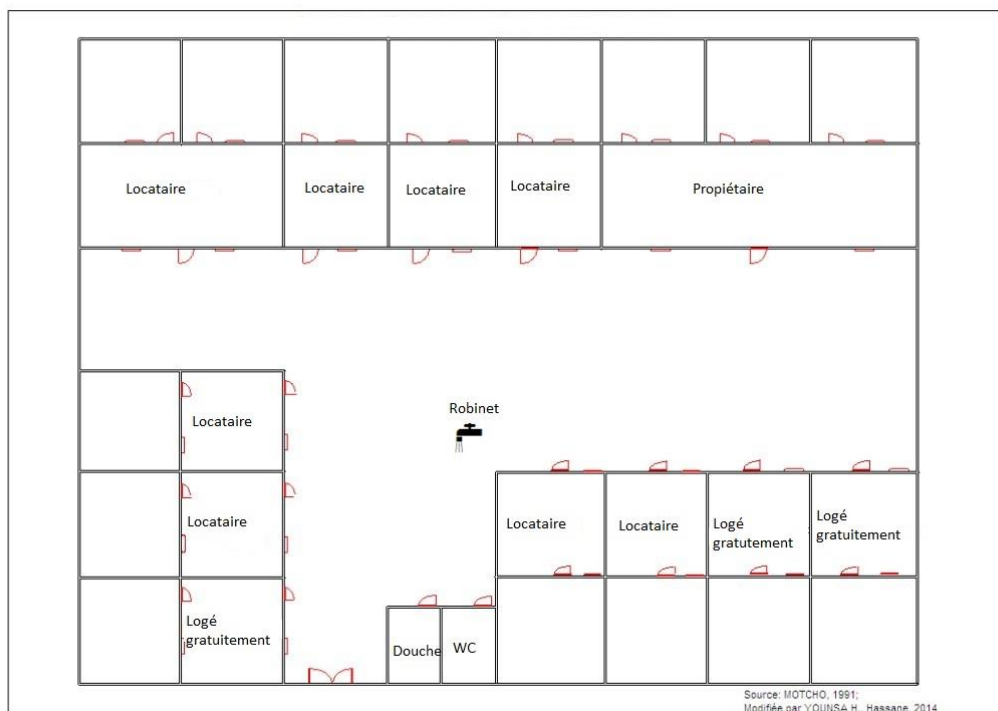 Locataire
Locataire
Locataire
Locataire
Propiétaire
Robinet
Locataire
Locataire
Locataire
Locataire
Logé
gratutement
Logé
gratuitement
Logé
gratuitement
Douche
WC
Source: MOTCHO, 1991;
Modifiée par YOUNSA H., Hassane, 2014